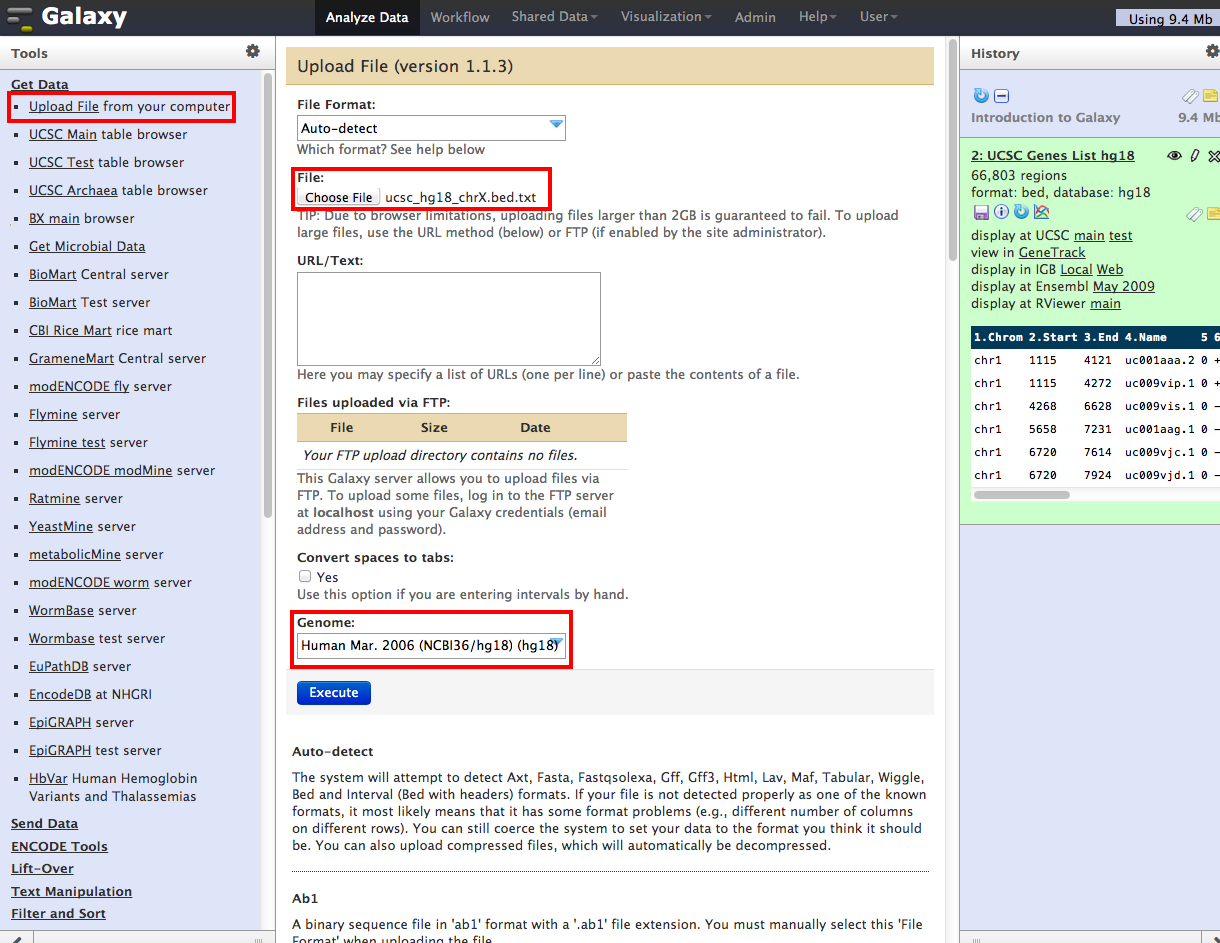 Galaxy
Analyze Data Workflow Shared Data Visualization Admin Help User
Using 9.4 Mb
Tools
Get Data
Upload File from your computer
UCSC Main table browser
UCSC Test table browser
UCSC Archaea table browser
BX main browser
Get Microbial Data
BioMart Central server
BioMart Test server
CBI Rice Mart rice mart
GrameneMart Central server
modENCODE fly server
Flymine server
Flymine test server
modENCODE modMine server
Ratmine server
YeastMine server
metabolicMine server
modENCODE worm server
WormBase server
Wormbase test server
EuPathDB server
EncodeDB at NHGRI
EpiGRAPH server
EpiGRAPH test server
HbVar Human Hemoglobin
Variants and Thalassemias
Send Data
ENCODE Tools
Lift-Over
Text Manipulation
Filter and Sort
Upload File (version 1.1.3)
File Format:
Auto-detect
Which format? See help below
File:
Choose File ucsc_hg18_chrX.bed.txt
TIP: Due to browser limitations, uploading files larger than 2GB is guaranteed to fail. To upload
large files, use the URL method (below) or FTP (if enabled by the site administrator).
URL/Text:
Here you may specify a list of URLs (one per line) or paste the contents of a file.
Files uploaded via FTP:
File Size Date
Your FTP upload directory contains no files.
This Galaxy server allows you to upload files via
FTP. To upload some files, log in to the FTP server
at localhost using your Galaxy credentials (email
address and password).
Convert spaces to tabs:
Yes
Use this option if you are entering intervals by hand.
Genome:
Human Mar. 2006 (NCBI36/hg18) (hg18)
Execute
Auto-detect
The system will attempt to detect Axt, Fasta, Fastqsolexa, Gff, Gff3, Html, Lav, Maf, Tabular, Wiggle,
Bed and Interval (Bed with headers) formats. If your file is not detected properly as one of the known
formats, it most likely means that it has some format problems (e.g., different number of columns
on different rows). You can still coerce the system to set your data to the format you think it should
be. You can also upload compressed files, which will automatically be decompressed.
Ab1
A binary sequence file in 'ab1' format with a '.ab1' file extension. You must manually select this 'File
Format' when uploading the file.
History
Introduction to Galaxy 9.4 Mb
2: UCSC Genes List hg18
66,803 regions
format: bed, database: hg18
display at UCSC main test
view in GeneTrack
display in IGB Local Web
display at Ensembl May 2009
display at RViewer main
1.Chrom 2.Start 3.End 4.Name 5 6
chr1 1115 4121 uc001aaa.2 0 +
chr1 1115 4272 uc009vip.1 0 +
chr1 4268 6628 uc009vis.1 0 -
chr1 5658 7231 uc001aag.1 0 -
chr1 6720 7614 uc009vjc.1 0 -
chr1 6720 7924 uc009vjd.1 0 -